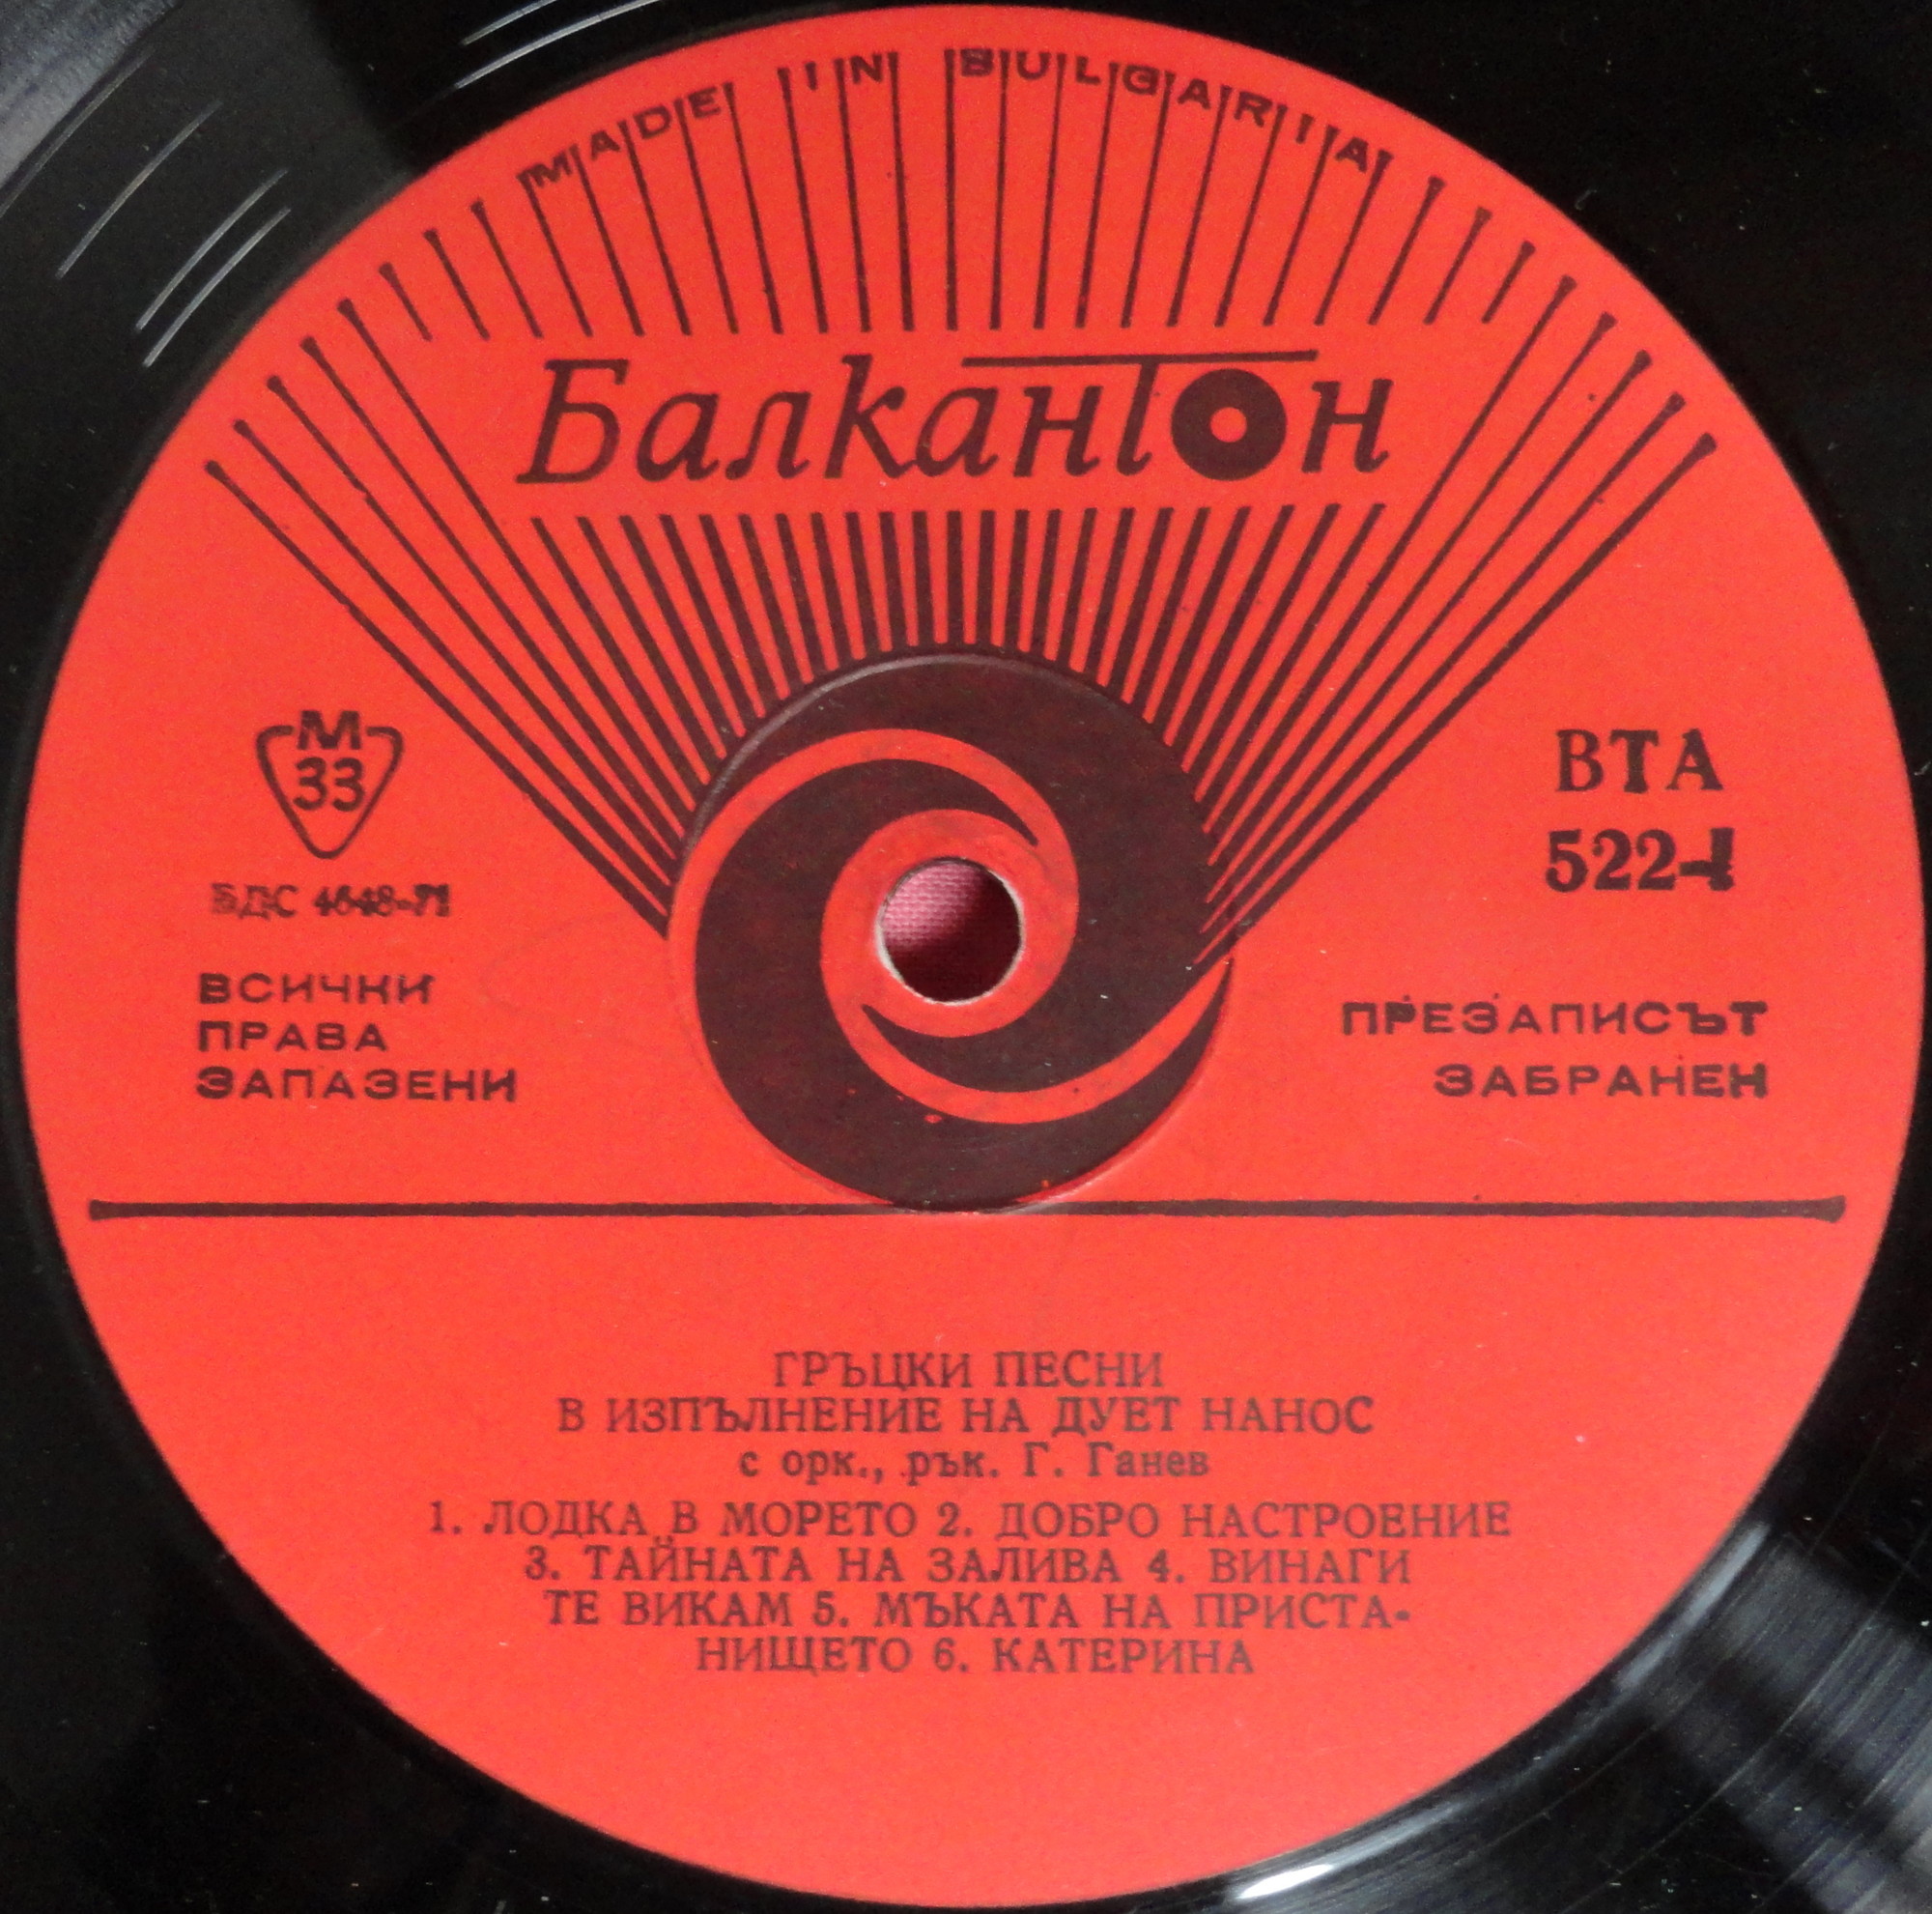 MADE IN BULGARIA
Балкантон
М
33
БДС 4648-71
ВСИЧКИ
ПРАВА
ЗАПАЗЕНИ
ВТА
522-I
ПРЕЗАПИСЪТ
ЗАБРАНЕН
ГРЪЦКИ ПЕСНИ
В ИЗПЪЛНЕНИЕ НА ДУЕТ НАНОС
с орк., рък. Г. Ганев
1. ЛОДКА В МОРЕТО 2. ДОБРО НАСТРОЕНИЕ
3. ТАЙНАТА НА ЗАЛИВА 4. ВИНАГИ
ТЕ ВИКАМ 5. МЪКАТА НА ПРИСТА-
НИЩЕТО 6. КАТЕРИНА